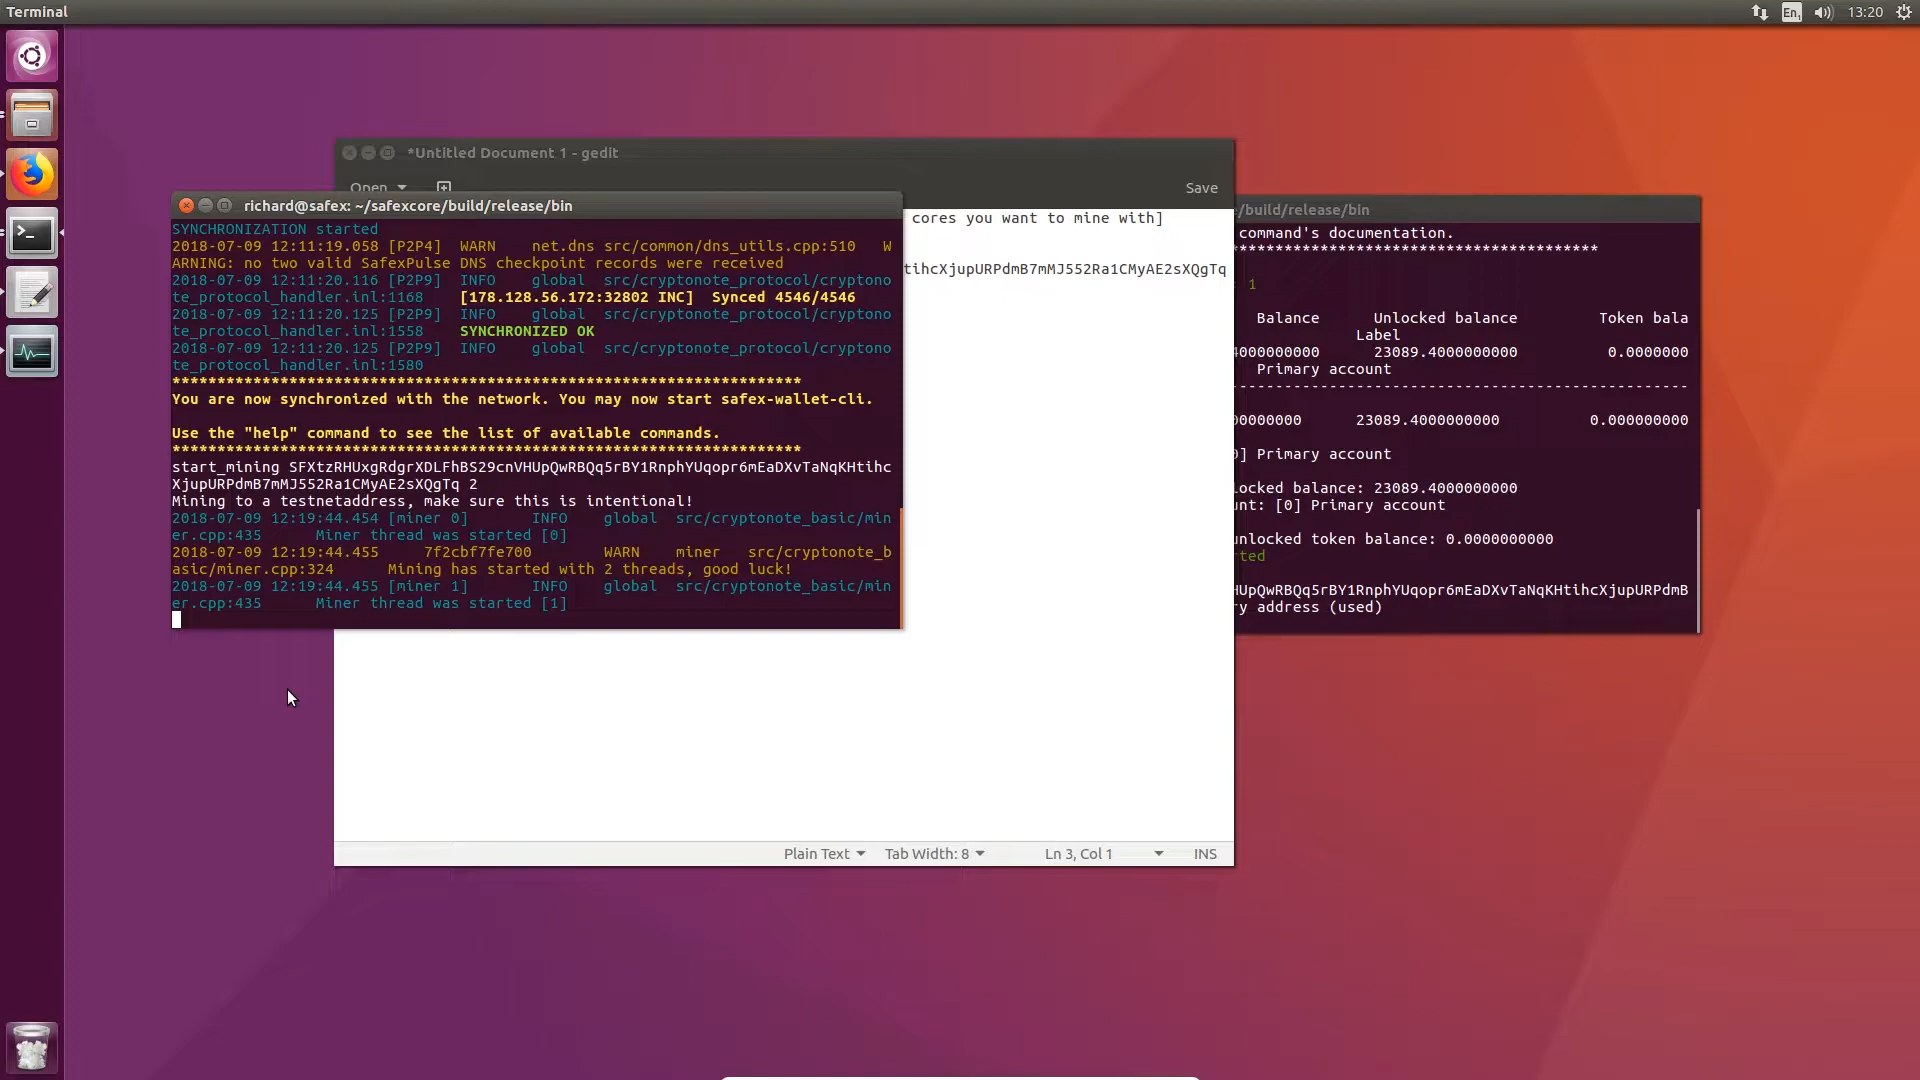 Terminal
En
13:20
*Untitled Document 1 - gedit
Open
Save
richard@safex: ~/safexcore/build/release/bin
SYNCHRONIZATION started
2018-07-09 12:11:19.058 [P2P4] WARN net.dns src/common/dns_utils.cpp:510 W
ARNING: no two valid SafexPulse DNS checkpoint records were received
2018-07-09 12:11:20.116 [P2P9] INFO global src/cryptonote_protocol/cryptono
te_protocol_handler.inl:1168 [178.128.56.172:32802 INC] Synced 4546/4546
2018-07-09 12:11:20.125 [P2P9] INFO global src/cryptonote_protocol/cryptono
te_protocol_handler.inl:1558 SYNCHRONIZED OK
2018-07-09 12:11:20.125 [P2P9] INFO global src/cryptonote_protocol/cryptono
te_protocol_handler.inl:1580
**********************************************************************
You are now synchronized with the network. You may now start safex-wallet-cli.
Use the "help" command to see the list of available commands.
**********************************************************************
start_mining SFXtzRHUxgRdgrXDLFhBS29cnVHUpQwRBQq5rBY1RnphYUqopr6mEaDXvTaNqKHtihc
XjupURPdmB7mMJ552Ra1CMyAE2sXQgTq 2
Mining to a testnetaddress, make sure this is intentional!
2018-07-09 12:19:44.454 [miner 0] INFO global src/cryptonote_basic/min
er.cpp:435 Miner thread was started [0]
2018-07-09 12:19:44.455 7f2cbf7fe700 WARN miner src/cryptonote_b
asic/miner.cpp:324 Mining has started with 2 threads, good luck!
2018-07-09 12:19:44.455 [miner 1] INFO global src/cryptonote_basic/min
er.cpp:435 Miner thread was started [1]
cores you want to mine with]
tihcXjupURPdmB7mMJ552Ra1CMyAE2sXQgTq
Plain Text
Tab Width: 8
Ln 3, Col 1
INS
/build/release/bin
command's documentation.
****************************************
1
Balance Unlocked balance Token bala
Label
4000000000 23089.4000000000 0.0000000
Primary account
---------------------------------------------------
00000000 23089.4000000000 0.000000000
0] Primary account
locked balance: 23089.4000000000
unt: [0] Primary account
unlocked token balance: 0.0000000000
ted
HUpQwRBQq5rBY1RnphYUqopr6mEaDXvTaNqKHtihcXjupURPdmB
y address (used)